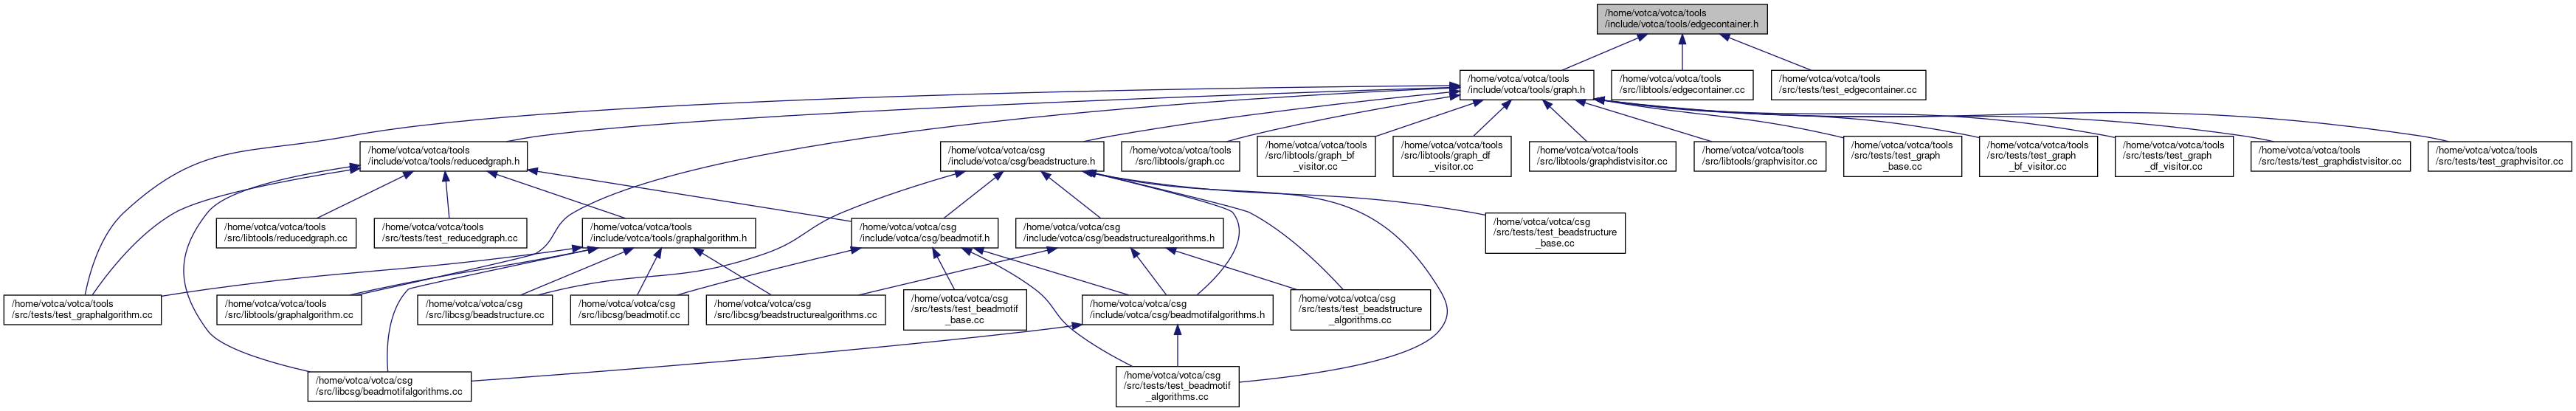 /home/votca/votca/tools
/include/votca/tools/edgecontainer.h
/home/votca/votca/tools
/include/votca/tools/graph.h
/home/votca/votca/tools
/src/libtools/edgecontainer.cc
/home/votca/votca/tools
/src/tests/test_edgecontainer.cc
/home/votca/votca/tools
/include/votca/tools/reducedgraph.h
/home/votca/votca/csg
/include/votca/csg/beadstructure.h
/home/votca/votca/tools
/src/libtools/graph.cc
/home/votca/votca/tools
/src/libtools/graph_bf
_visitor.cc
/home/votca/votca/tools
/src/libtools/graph_df
_visitor.cc
/home/votca/votca/tools
/src/libtools/graphdistvisitor.cc
/home/votca/votca/tools
/src/libtools/graphvisitor.cc
/home/votca/votca/tools
/src/tests/test_graph
_base.cc
/home/votca/votca/tools
/src/tests/test_graph
_bf_visitor.cc
/home/votca/votca/tools
/src/tests/test_graph
_df_visitor.cc
/home/votca/votca/tools
/src/tests/test_graphdistvisitor.cc
/home/votca/votca/tools
/src/tests/test_graphvisitor.cc
/home/votca/votca/tools
/src/libtools/reducedgraph.cc
/home/votca/votca/tools
/src/tests/test_reducedgraph.cc
/home/votca/votca/tools
/include/votca/tools/graphalgorithm.h
/home/votca/votca/csg
/include/votca/csg/beadmotif.h
/home/votca/votca/csg
/include/votca/csg/beadstructurealgorithms.h
/home/votca/votca/csg
/src/tests/test_beadstructure
_base.cc
/home/votca/votca/tools
/src/tests/test_graphalgorithm.cc
/home/votca/votca/tools
/src/libtools/graphalgorithm.cc
/home/votca/votca/csg
/src/libcsg/beadstructure.cc
/home/votca/votca/csg
/src/libcsg/beadmotif.cc
/home/votca/votca/csg
/src/libcsg/beadstructurealgorithms.cc
/home/votca/votca/csg
/src/tests/test_beadmotif
_base.cc
/home/votca/votca/csg
/include/votca/csg/beadmotifalgorithms.h
/home/votca/votca/csg
/src/tests/test_beadstructure
_algorithms.cc
/home/votca/votca/csg
/src/libcsg/beadmotifalgorithms.cc
/home/votca/votca/csg
/src/tests/test_beadmotif
_algorithms.cc